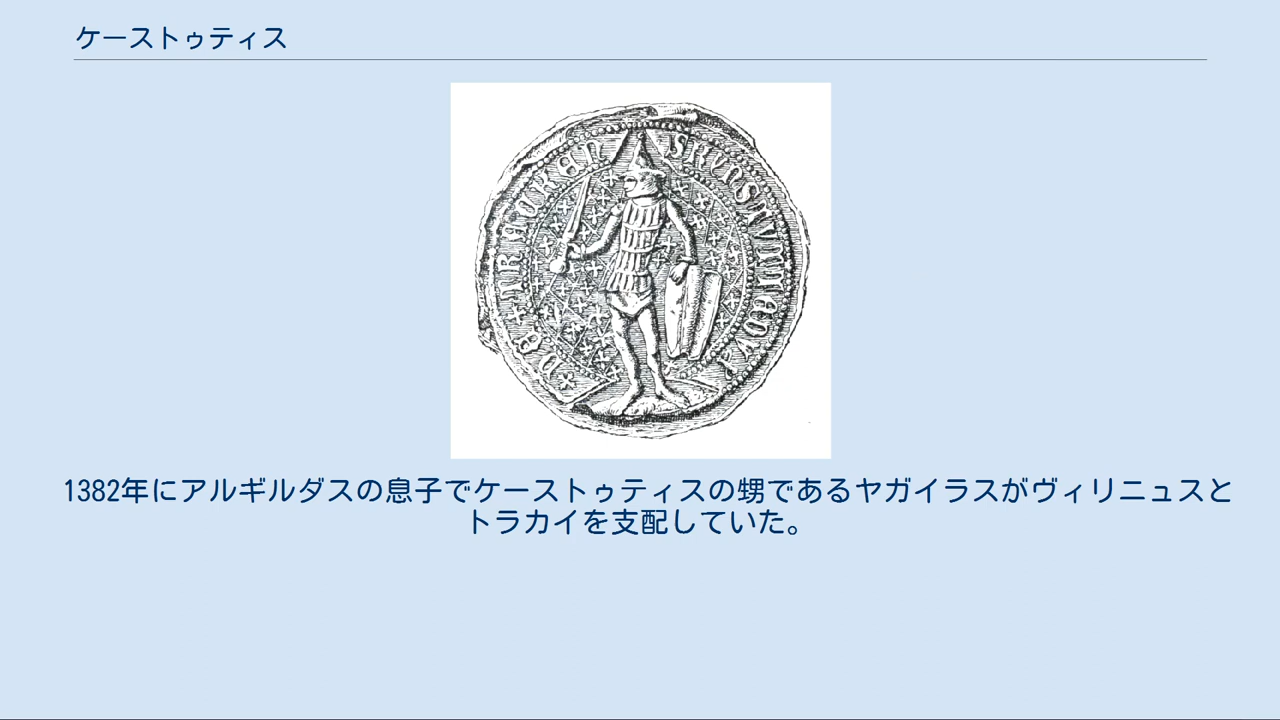 ケーストゥティス
1382年にアルギルダスの息子でケーストゥティスの甥であるヤガイラスがヴィリニュスと
トラカイを支配していた。